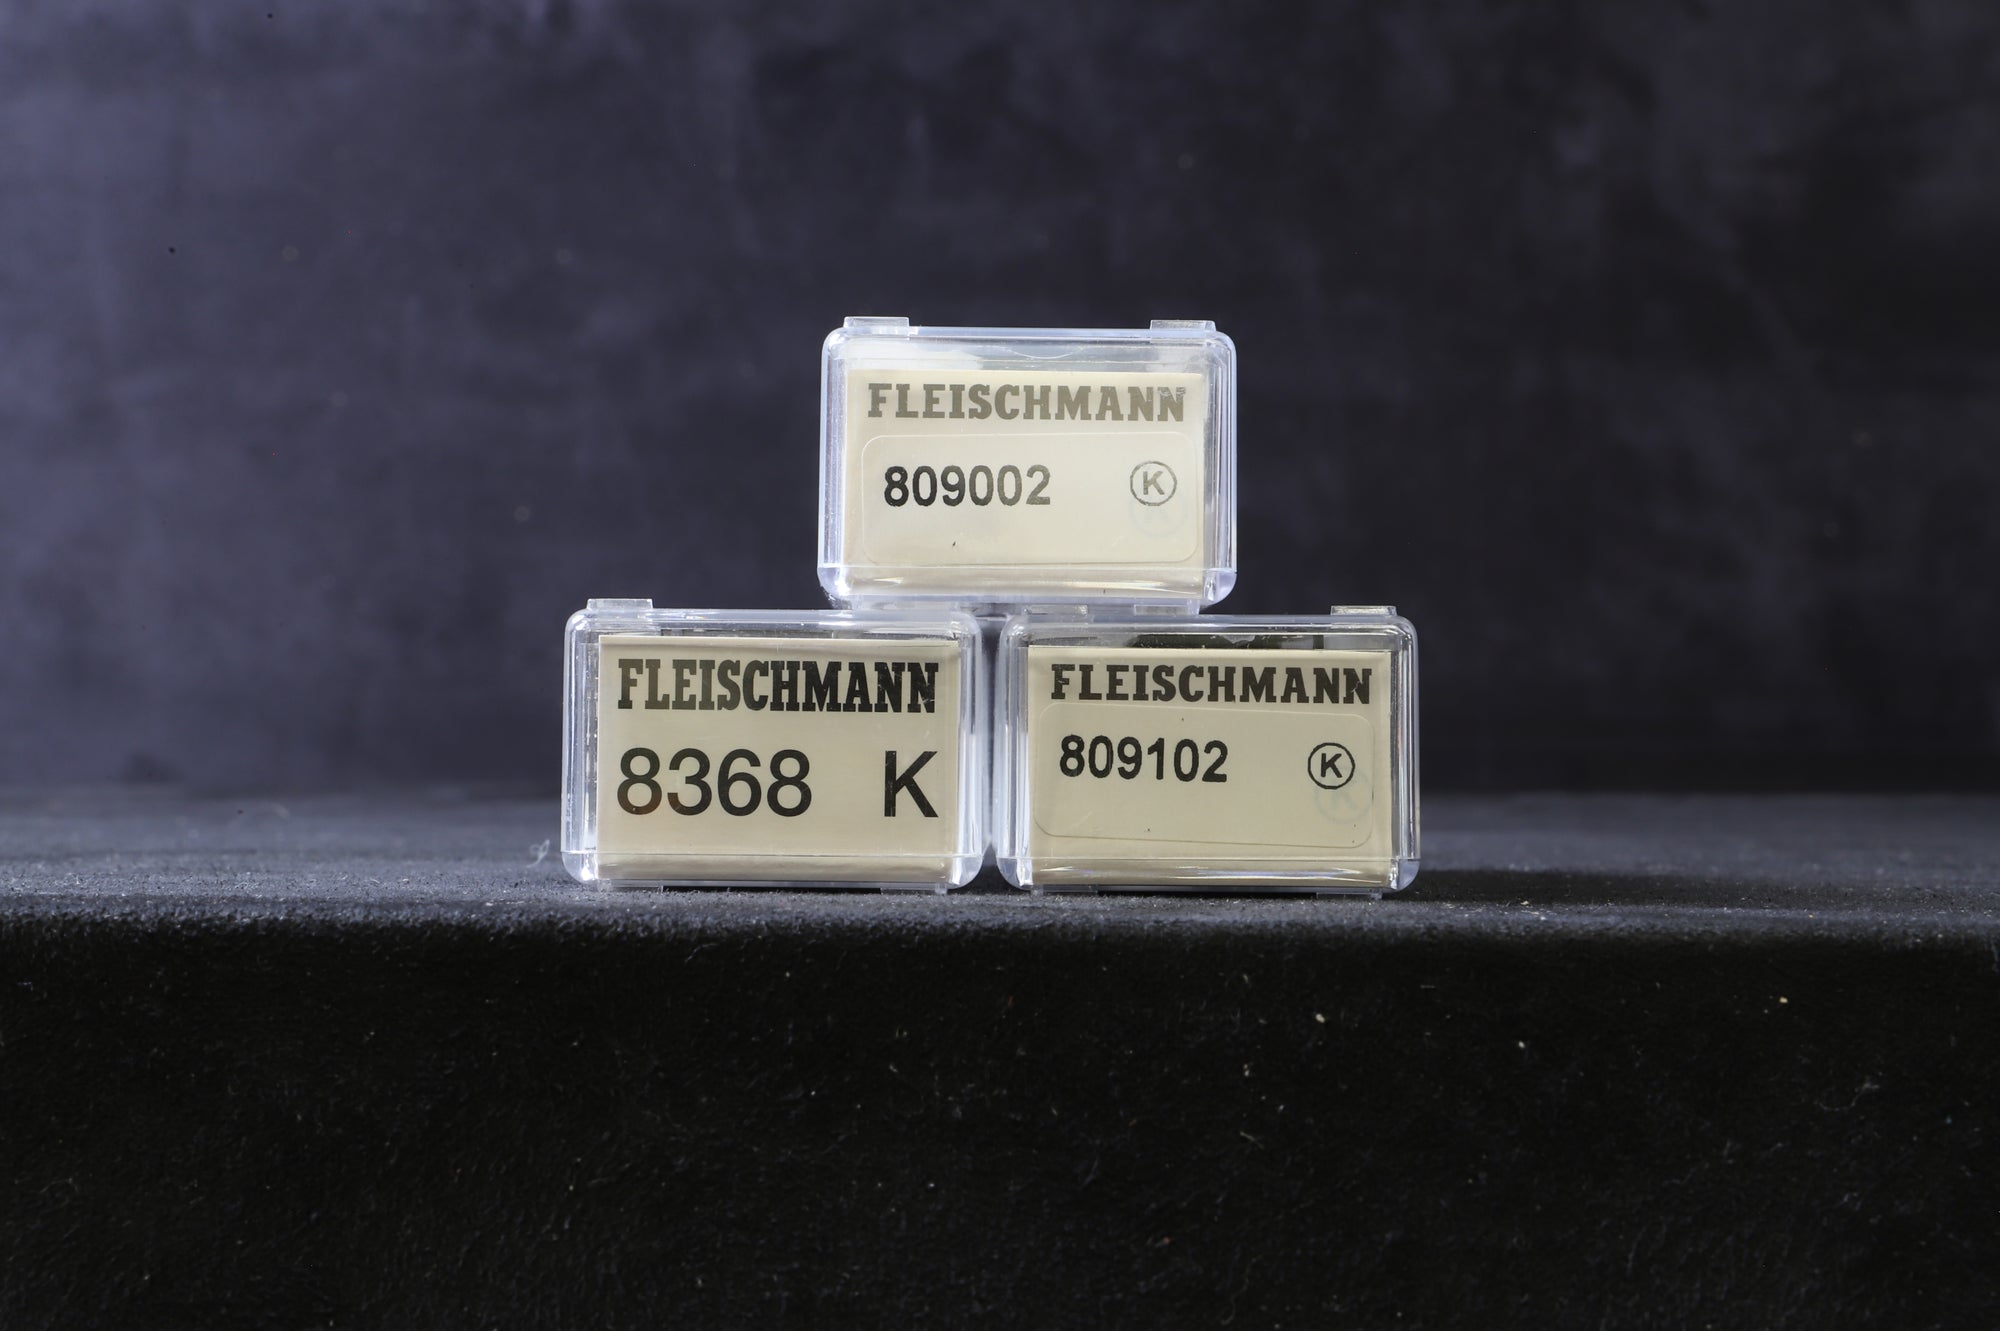 FLEISCHMANN
809002 K
FLEISCHMANN
8368 K
FLEISCHMANN
809102 K